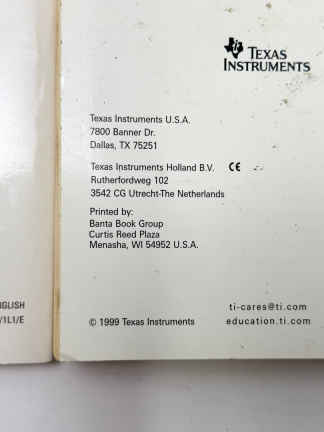 TEXAS
INSTRUMENTS
Texas Instruments U.S.A.
7800 Banner Dr.
Dallas, TX 75251
Texas Instruments Holland B.V. CE
Rutherfordweg 102
3542 CG Utrecht-The Netherlands
Printed by:
Banta Book Group
Curtis Reed Plaza
Menasha, WI 54952 U.S.A.
ti-cares@ti.com
© 1999 Texas Instruments education.ti.com
/1L1/E